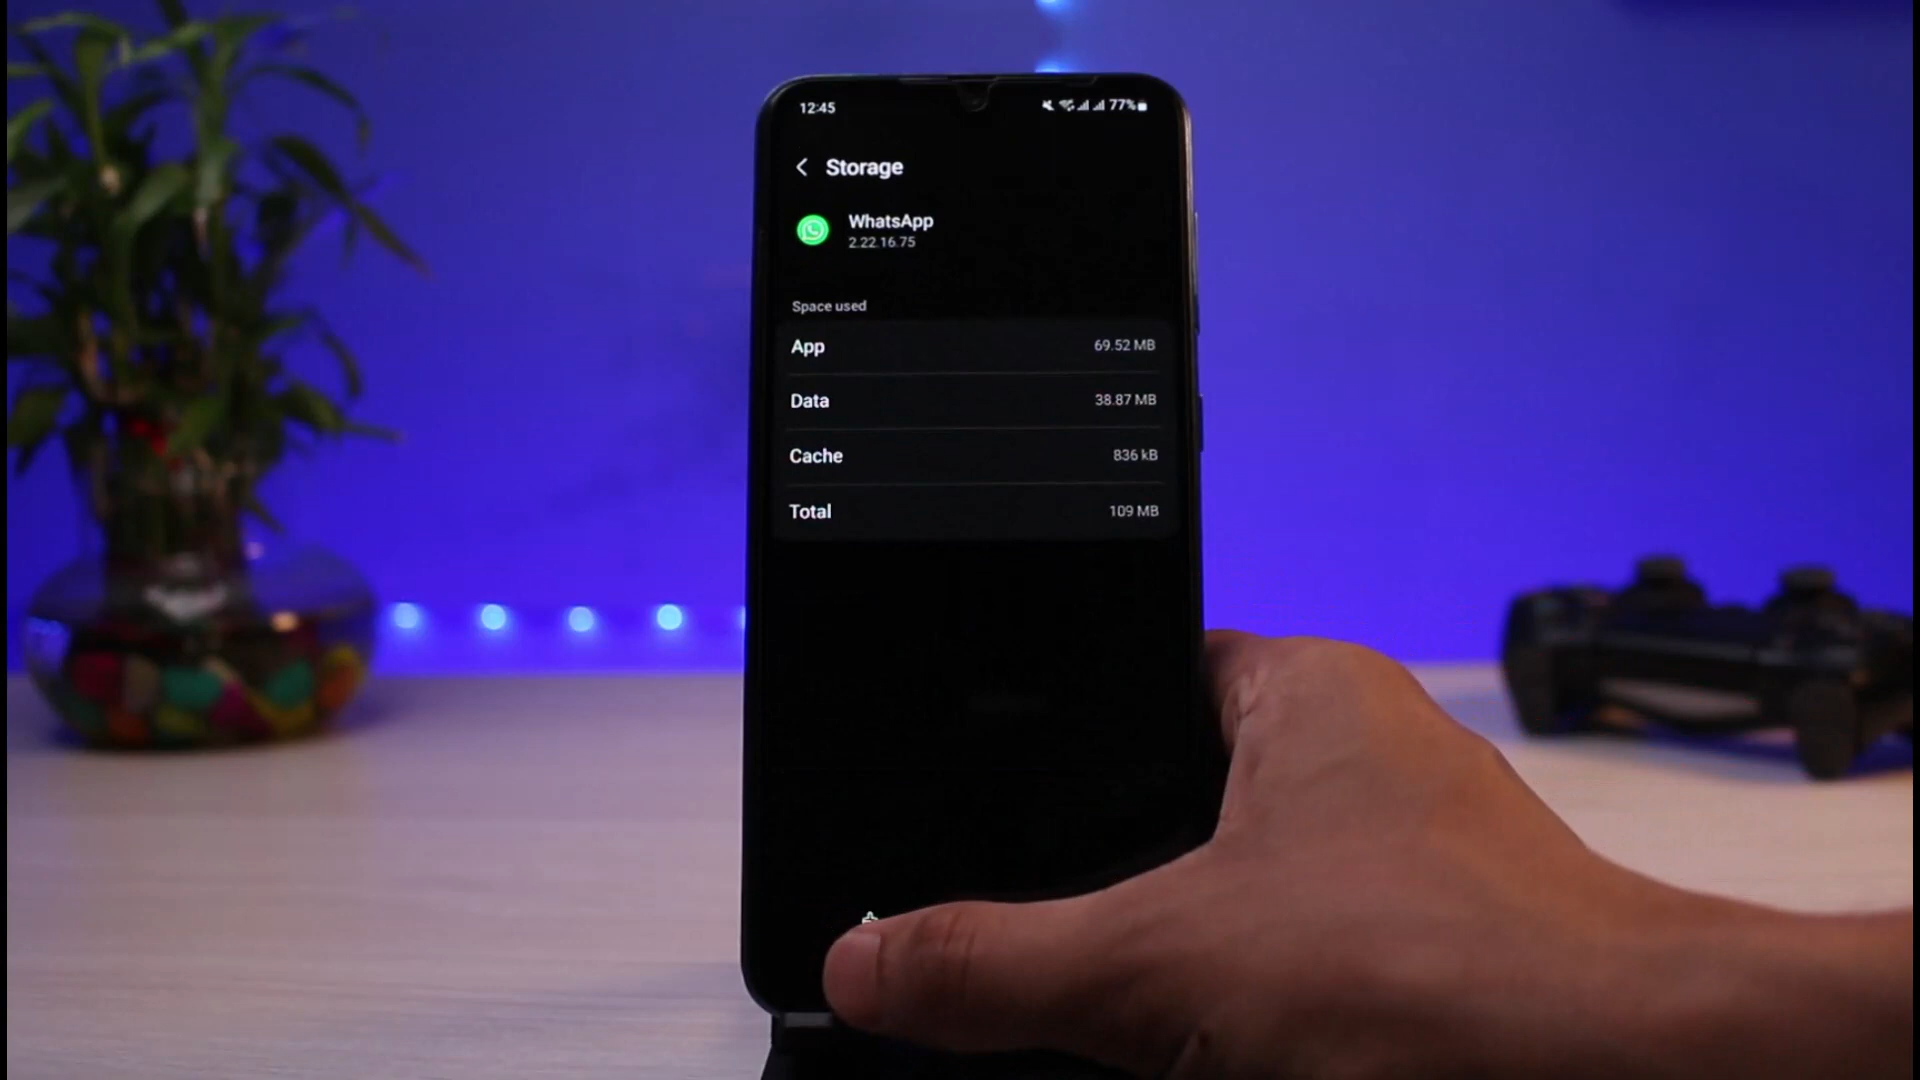 12:45
77%
Storage
WhatsApp
2.22.16.75
Space used
App 69.52 MB
Data 38.87 MB
Cache 836 kB
Total 109 MB